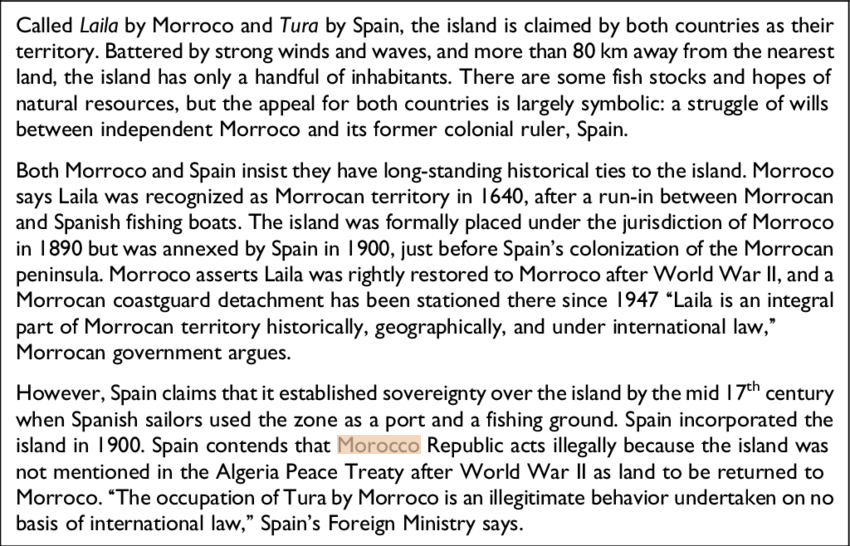 Called Laila by Morroco and Tura by Spain, the island is claimed by both countries as their
territory. Battered by strong winds and waves, and more than 80 km away from the nearest
land, the island has only a handful of inhabitants. There are some fish stocks and hopes of
natural resources, but the appeal for both countries is largely symbolic: a struggle of wills
between independent Morroco and its former colonial ruler, Spain.
Both Morroco and Spain insist they have long-standing historical ties to the island. Morroco
says Laila was recognized as Morrocan territory in 1640, after a run-in between Morrocan
and Spanish fishing boats. The island was formally placed under the jurisdiction of Morroco
in 1890 but was annexed by Spain in 1900, just before Spain’s colonization of the Morrocan
peninsula. Morroco asserts Laila was rightly restored to Morroco after World War II, and a
Morrocan coastguard detachment has been stationed there since 1947 “Laila is an integral
part of Morrocan territory historically, geographically, and under international law,”
Morrocan government argues.
However, Spain claims that it established sovereignty over the island by the mid 17th century
when Spanish sailors used the zone as a port and a fishing ground. Spain incorporated the
island in 1900. Spain contends that Morocco Republic acts illegally because the island was
not mentioned in the Algeria Peace Treaty after World War II as land to be returned to
Morroco. “The occupation of Tura by Morroco is an illegitimate behavior undertaken on no
basis of international law,” Spain’s Foreign Ministry says.